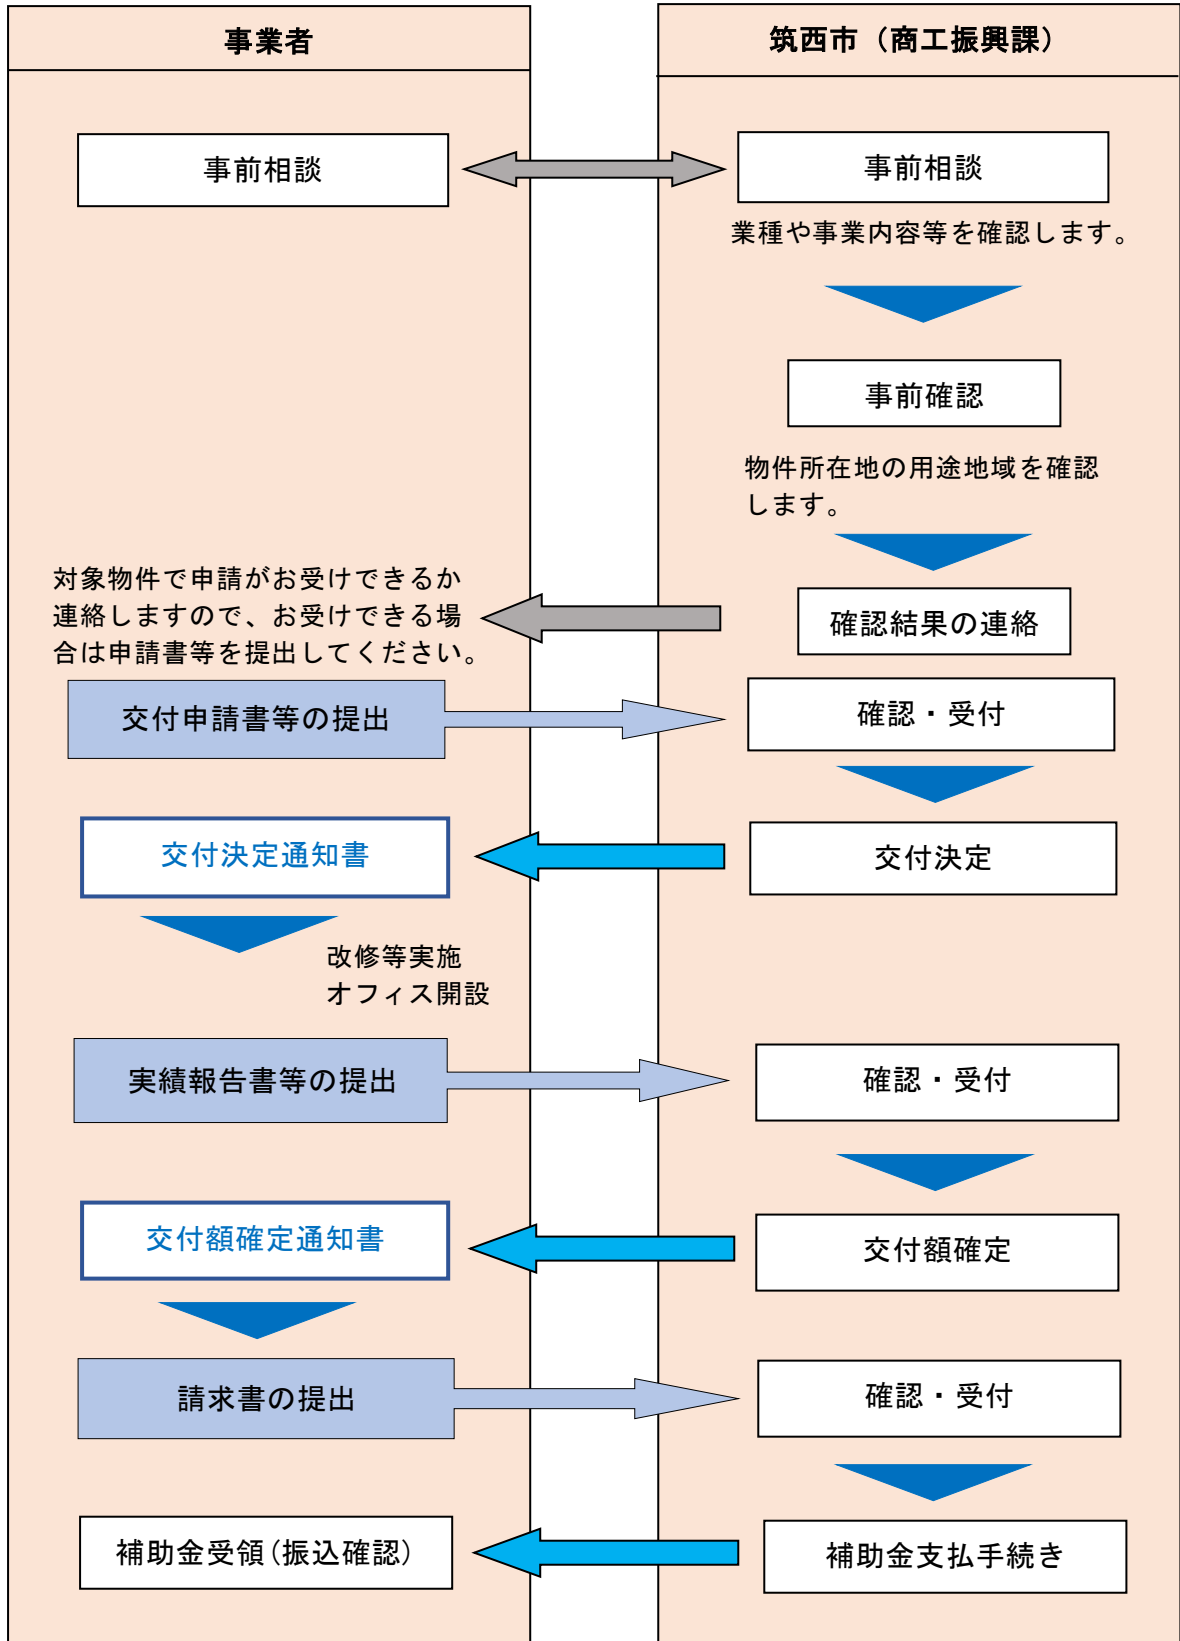 事業者
筑西市（商工振興課）
事前相談
事前相談
業種や事業内容等を確認します。
事前確認
物件所在地の用途地域を確認
します。
対象物件で申請がお受けできるか
連絡しますので、お受けできる場
合は申請書等を提出してください。
確認結果の連絡
交付申請書等の提出
確認・受付
交付決定通知書
交付決定
改修等実施
オフィス開設
実績報告書等の提出
確認・受付
交付額確定通知書
交付額確定
請求書の提出
確認・受付
補助金受領（振込確認）
補助金支払手続き